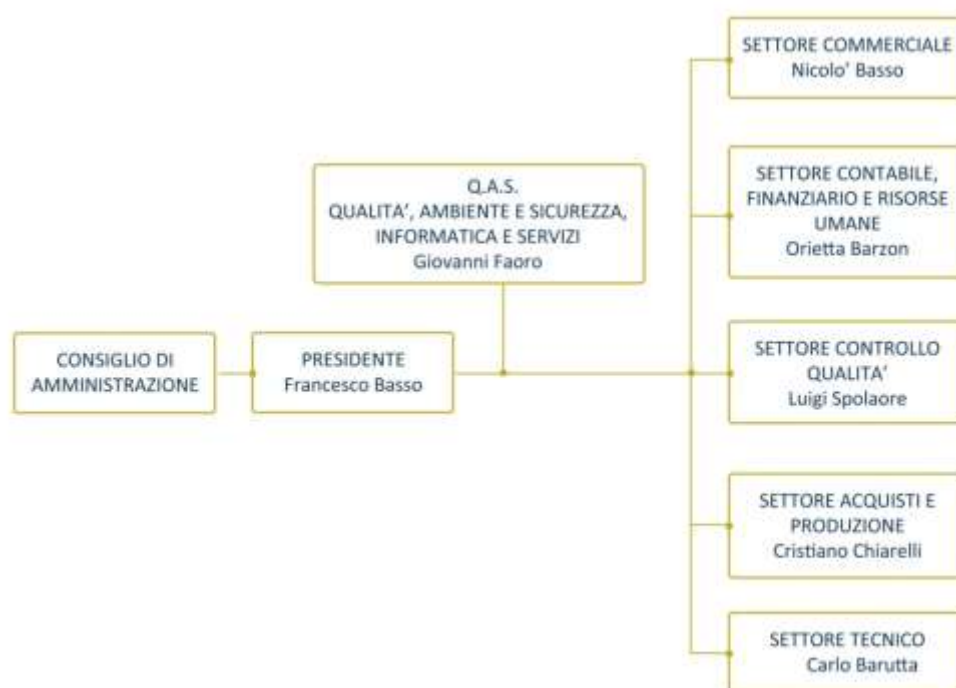 SETTORE COMMERCIALE
Nicolo' Basso
Q.A.S.
QUALITA', AMBIENTE E SICUREZZA,
INFORMATICA E SERVIZI
Giovanni Faoro
SETTORE CONTABILE,
FINANZIARIO E RISORSE
UMANE
Orietta Barzon
CONSIGLIO DI
AMMINISTRAZIONE
PRESIDENTE
Francesco Basso
SETTORE CONTROLLO
QUALITA'
Luigi Spolaore
SETTORE ACQUISTI E
PRODUZIONE
Cristiano Chiarelli
SETTORE TECNICO
Carlo Barutta